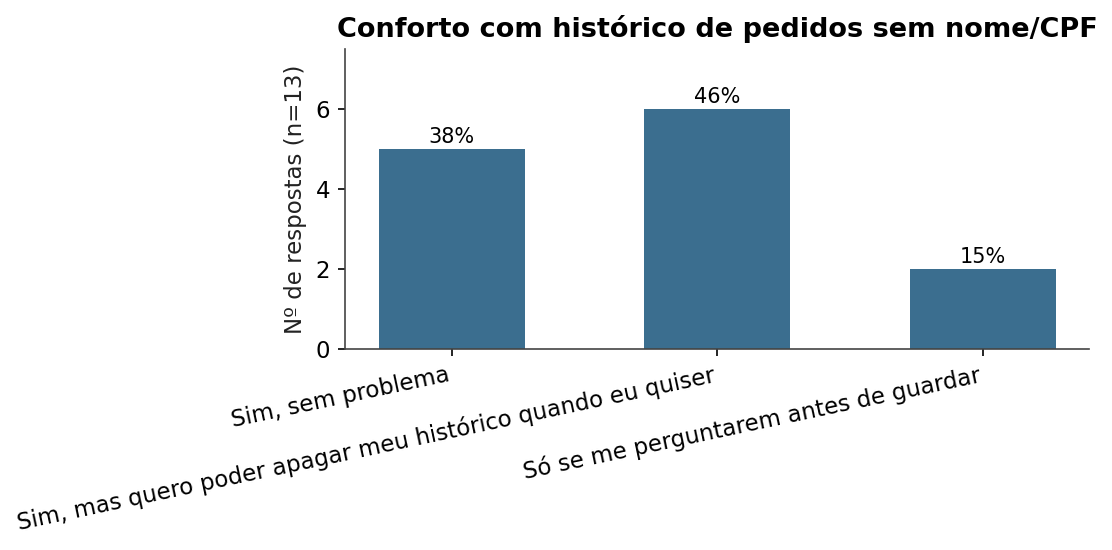 Conforto com histórico de pedidos sem nome/CPF
Nº de respostas (n=13)
6
4
2
0
38%
46%
15%
Sim, sem problema
Sim, mas quero poder apagar meu histórico quando eu quiser
Só se me perguntarem antes de guardar